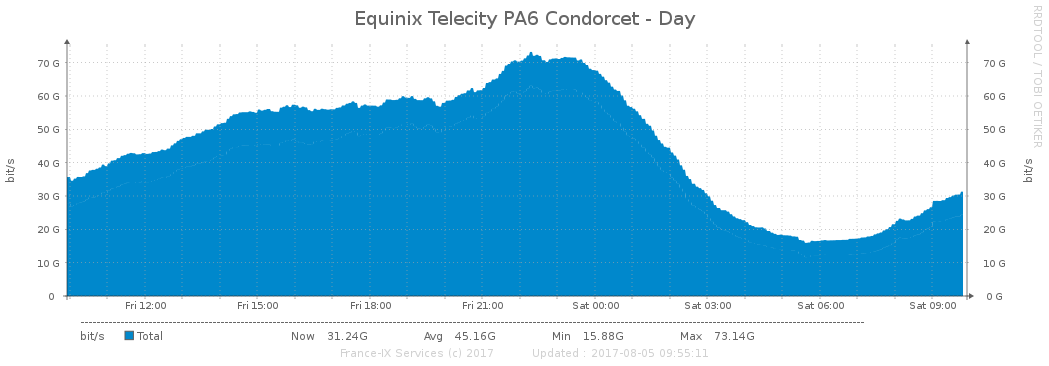 Equinix Telecity PA6 Condorcet - Day
RRDTOOL / TOBI OETIKER
bit/s
bit/s
70 G 70 G
60 G 60 G
50 G 50 G
40 G 40 G
30 G 30 G
20 G 20 G
10 G 10 G
0 0 G
Fri 12:00 Fri 15:00 Fri 18:00 Fri 21:00 Sat 00:00 Sat 03:00 Sat 06:00 Sat 09:00
bit/s Total Now 31.24G Avg 45.16G Min 15.88G Max 73.14G
France-IX Services (c) 2017 Updated : 2017-08-05 09:55:11